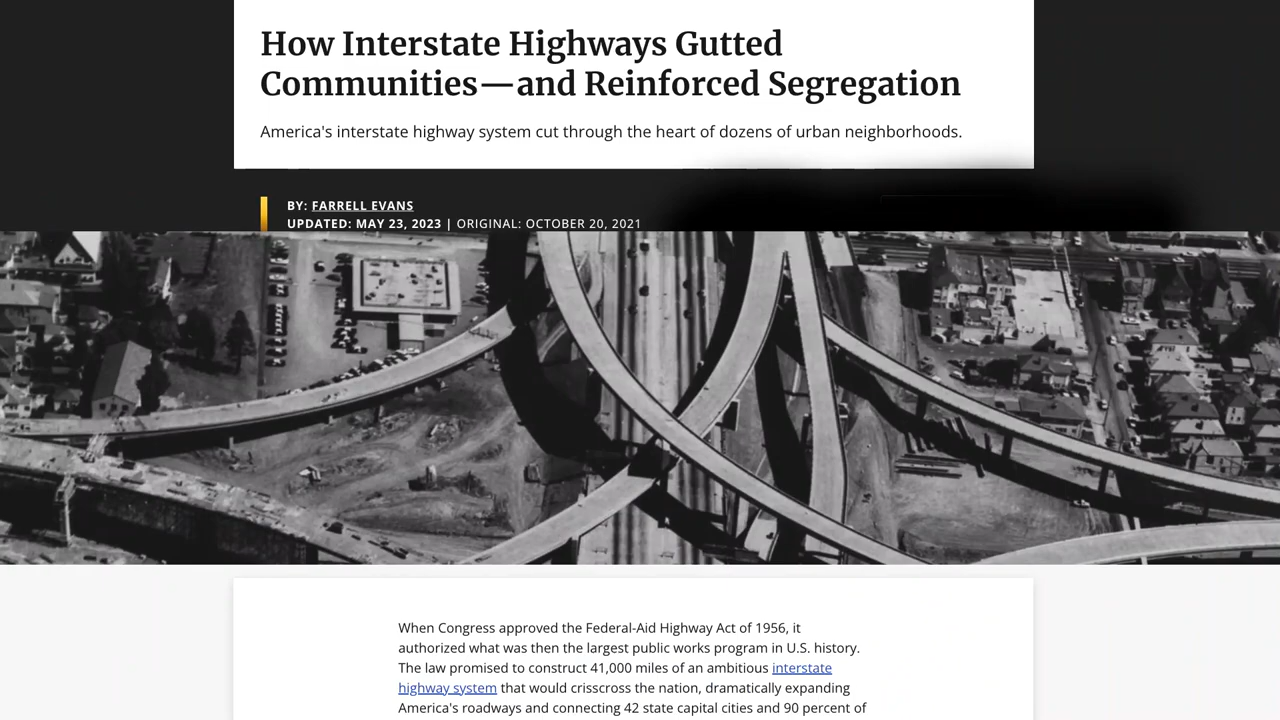 How Interstate Highways Gutted
Communities—and Reinforced Segregation
America's interstate highway system cut through the heart of dozens of urban neighborhoods.
BY: FARRELL EVANS
UPDATED: MAY 23, 2023 | ORIGINAL: OCTOBER 20, 2021
When Congress approved the Federal-Aid Highway Act of 1956, it
authorized what was then the largest public works program in U.S. history.
The law promised to construct 41,000 miles of an ambitious interstate
highway system that would crisscross the nation, dramatically expanding
America's roadways and connecting 42 state capital cities and 90 percent of